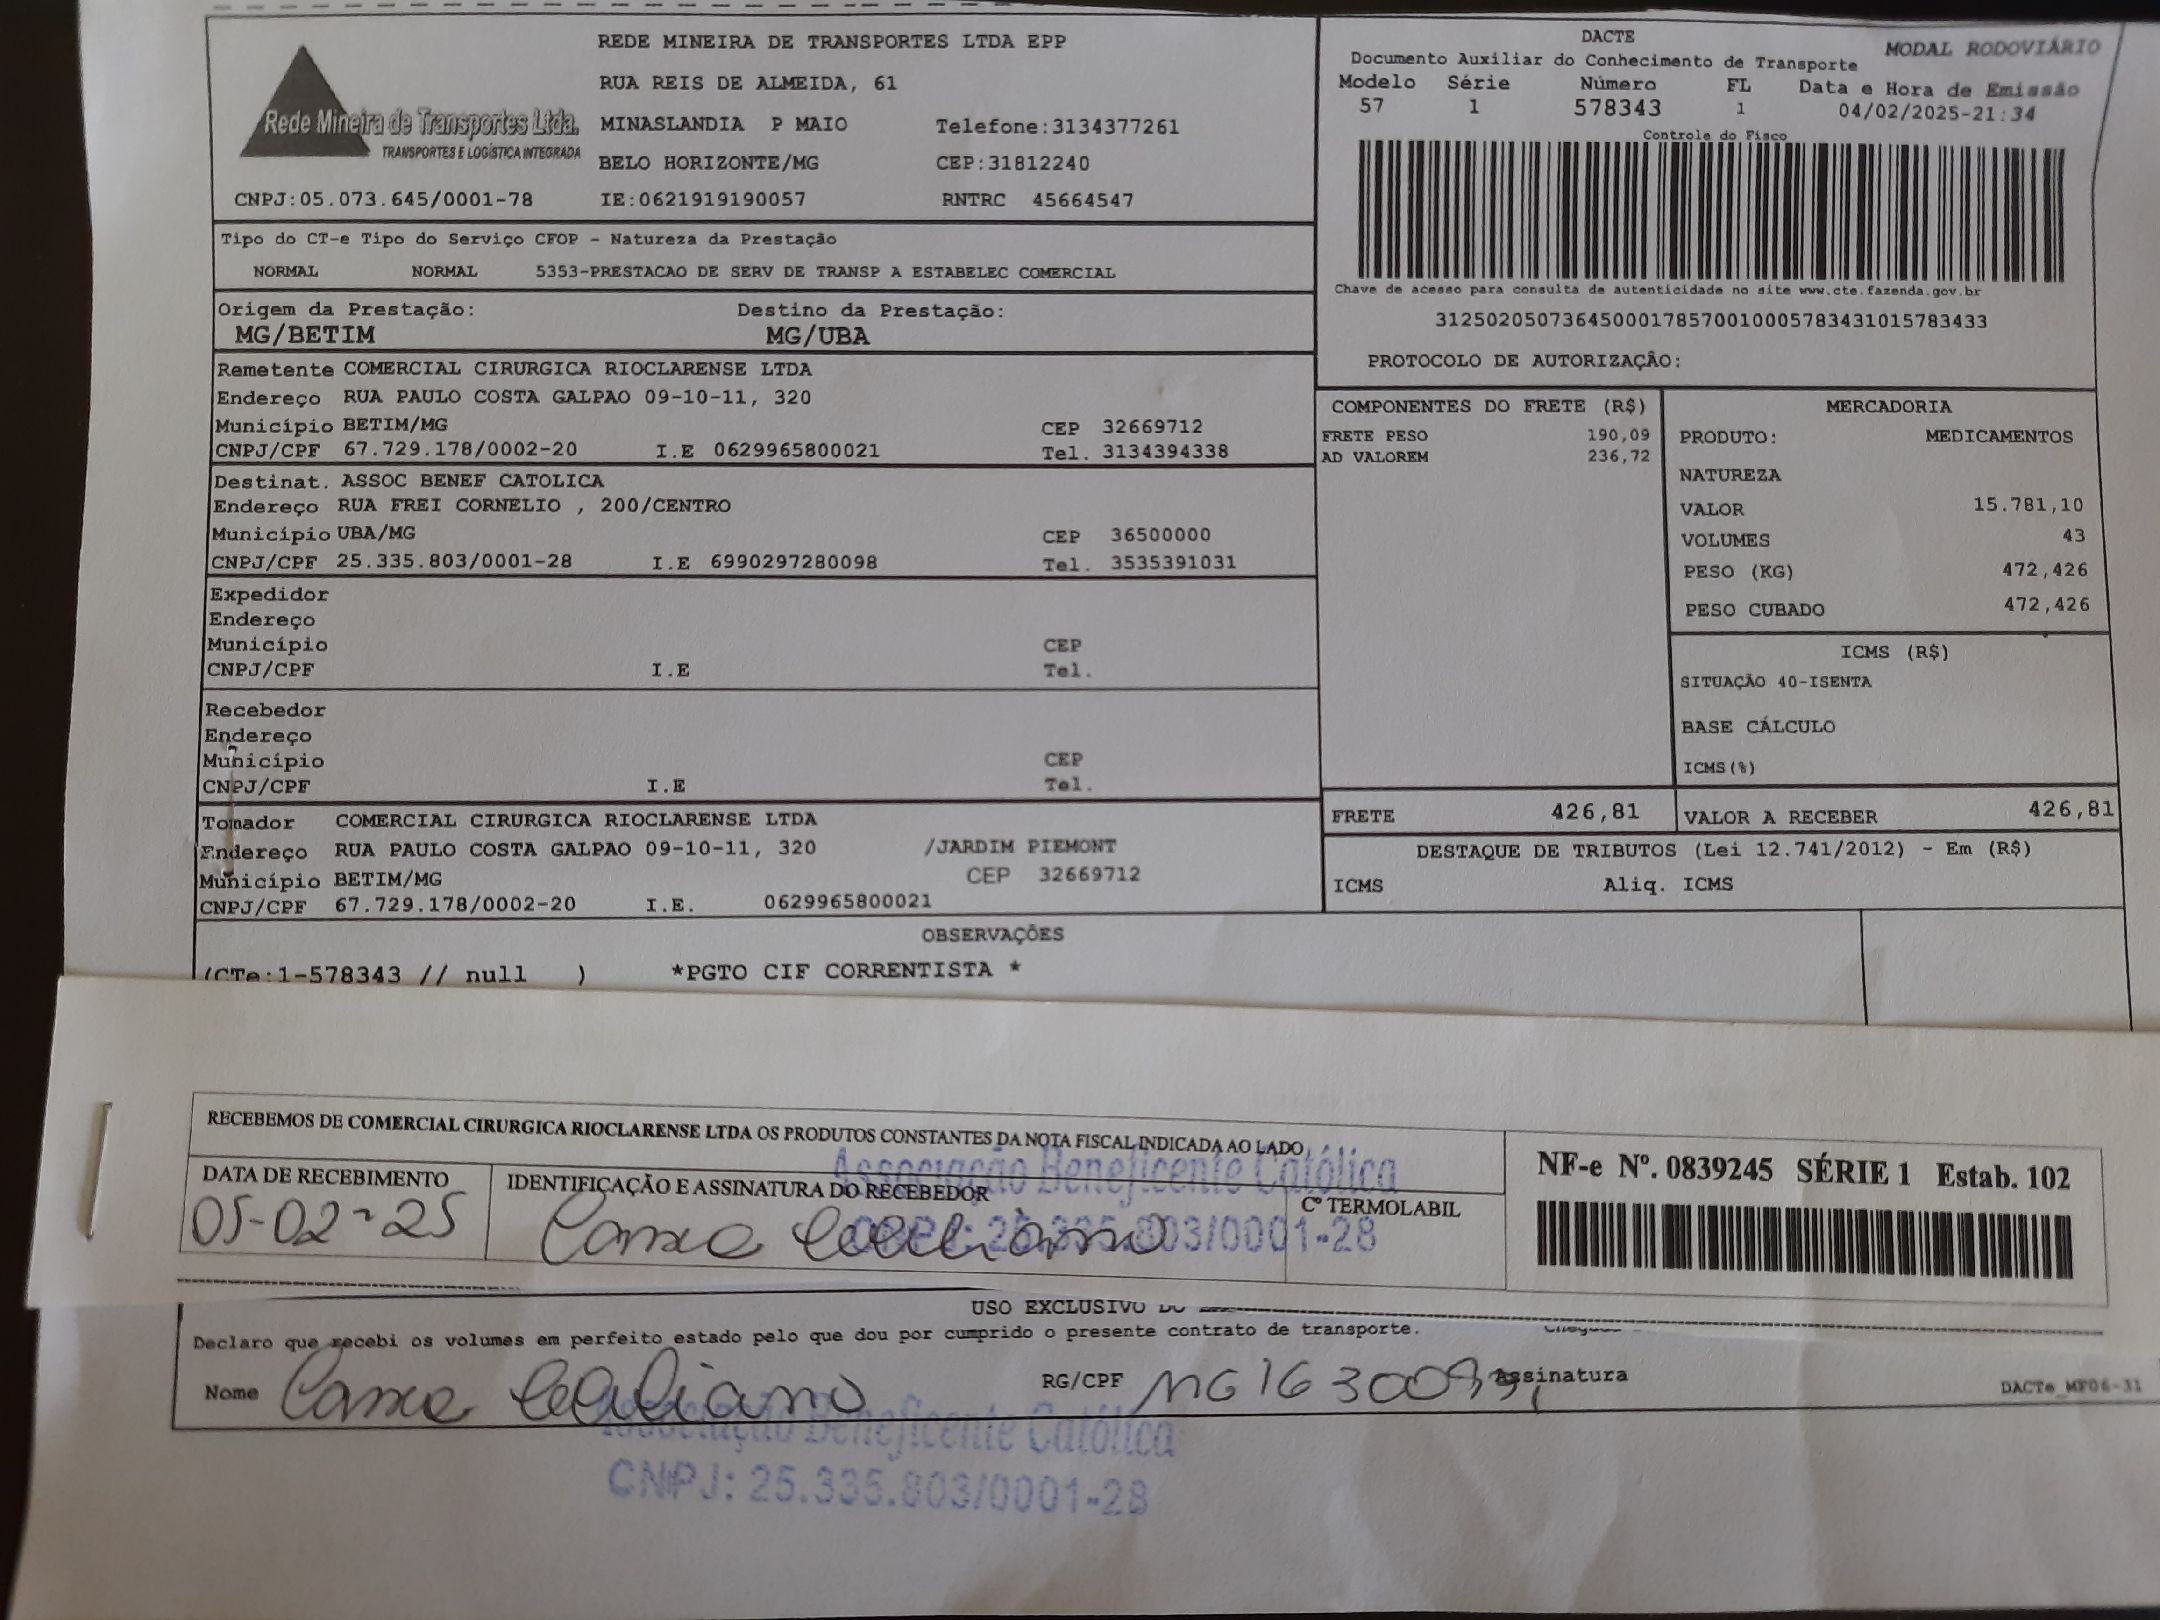 REDE MINEIRA DE TRANSPORTES LTDA EPP
RUA REIS DE ALMEIDA, 61
Rede Mineira de Transportes Ltda.
TRANSPORTES E LOGÍSTICA INTEGRADA
MINASLANDIA P MAIO Telefone:3134377261
BELO HORIZONTE/MG CEP:31812240
CNPJ:05.073.645/0001-78 IE:0621919190057 RNTRC 45664547
DACTE MODAL RODOVIÁRIO
Documento Auxiliar do Conhecimento de Transporte
Modelo Série Número FL Data e Hora de Emissão
57 1 578343 1 04/02/2025-21:34
Controle do Fisco
Chave de acesso para consulta de autenticidade no site www.cte.fazenda.gov.br
31250205073645000178570010005783431015783433
PROTOCOLO DE AUTORIZAÇÂO:
Tipo do CT-e Tipo do Serviço CFOP - Natureza da Prestação
NORMAL NORMAL 5353-PRESTACAO DE SERV DE TRANSP A ESTABELEC COMERCIAL
Origem da Prestação: Destino da Prestação:
MG/BETIM MG/UBA
Remetente COMERCIAL CIRURGICA RIOCLARENSE LTDA
Endereço RUA PAULO COSTA GALPAO 09-10-11, 320
Município BETIM/MG CEP 32669712
CNPJ/CPF 67.729.178/0002-20 I.E 0629965800021 Tel. 3134394338
Destinat. ASSOC BENEF CATOLICA
Endereço RUA FREI CORNELIO , 200/CENTRO
Município UBA/MG CEP 36500000
CNPJ/CPF 25.335.803/0001-28 I.E 6990297280098 Tel. 3535391031
Expedidor
Endereço
Município CEP
CNPJ/CPF I.E Tel.
Recebedor
Endereço
Município CEP
CNPJ/CPF I.E Tel.
Tomador COMERCIAL CIRURGICA RIOCLARENSE LTDA
Endereço RUA PAULO COSTA GALPAO 09-10-11, 320 /JARDIM PIEMONT
Município BETIM/MG CEP 32669712
CNPJ/CPF 67.729.178/0002-20 I.E. 0629965800021
COMPONENTES DO FRETE (R$)
FRETE PESO 190,09
AD VALOREM 236,72
MERCADORIA
PRODUTO: MEDICAMENTOS
NATUREZA
VALOR 15.781,10
VOLUMES 43
PESO (KG) 472,426
PESO CUBADO 472,426
ICMS (R$)
SITUAÇÃO 40-ISENTA
BASE CÁLCULO
ICMS(%)
FRETE 426,81 VALOR A RECEBER 426,81
DESTAQUE DE TRIBUTOS (Lei 12.741/2012) - Em (R$)
ICMS Aliq. ICMS
OBSERVAÇÕES
(CTe:1-578343 // null ) *PGTO CIF CORRENTISTA *
RECEBEMOS DE COMERCIAL CIRURGICA RIOCLARENSE LTDA OS PRODUTOS CONSTANTES DA NOTA FISCAL INDICADA AO LADO
Associação Beneficente Católica
CNPJ: 25.335.803/0001-28
DATA DE RECEBIMENTO IDENTIFICAÇÃO E ASSINATURA DO RECEBEDOR Cº TERMOLABIL
05-02-25
NF-e Nº. 0839245 SÉRIE 1 Estab. 102
USO EXCLUSIVO DO
Declaro que recebi os volumes em perfeito estado pelo que dou por cumprido o presente contrato de transporte.
Nome RG/CPF Assinatura
DACTe_MF06-31
Associação Beneficente Católica
CNPJ: 25.335.803/0001-28